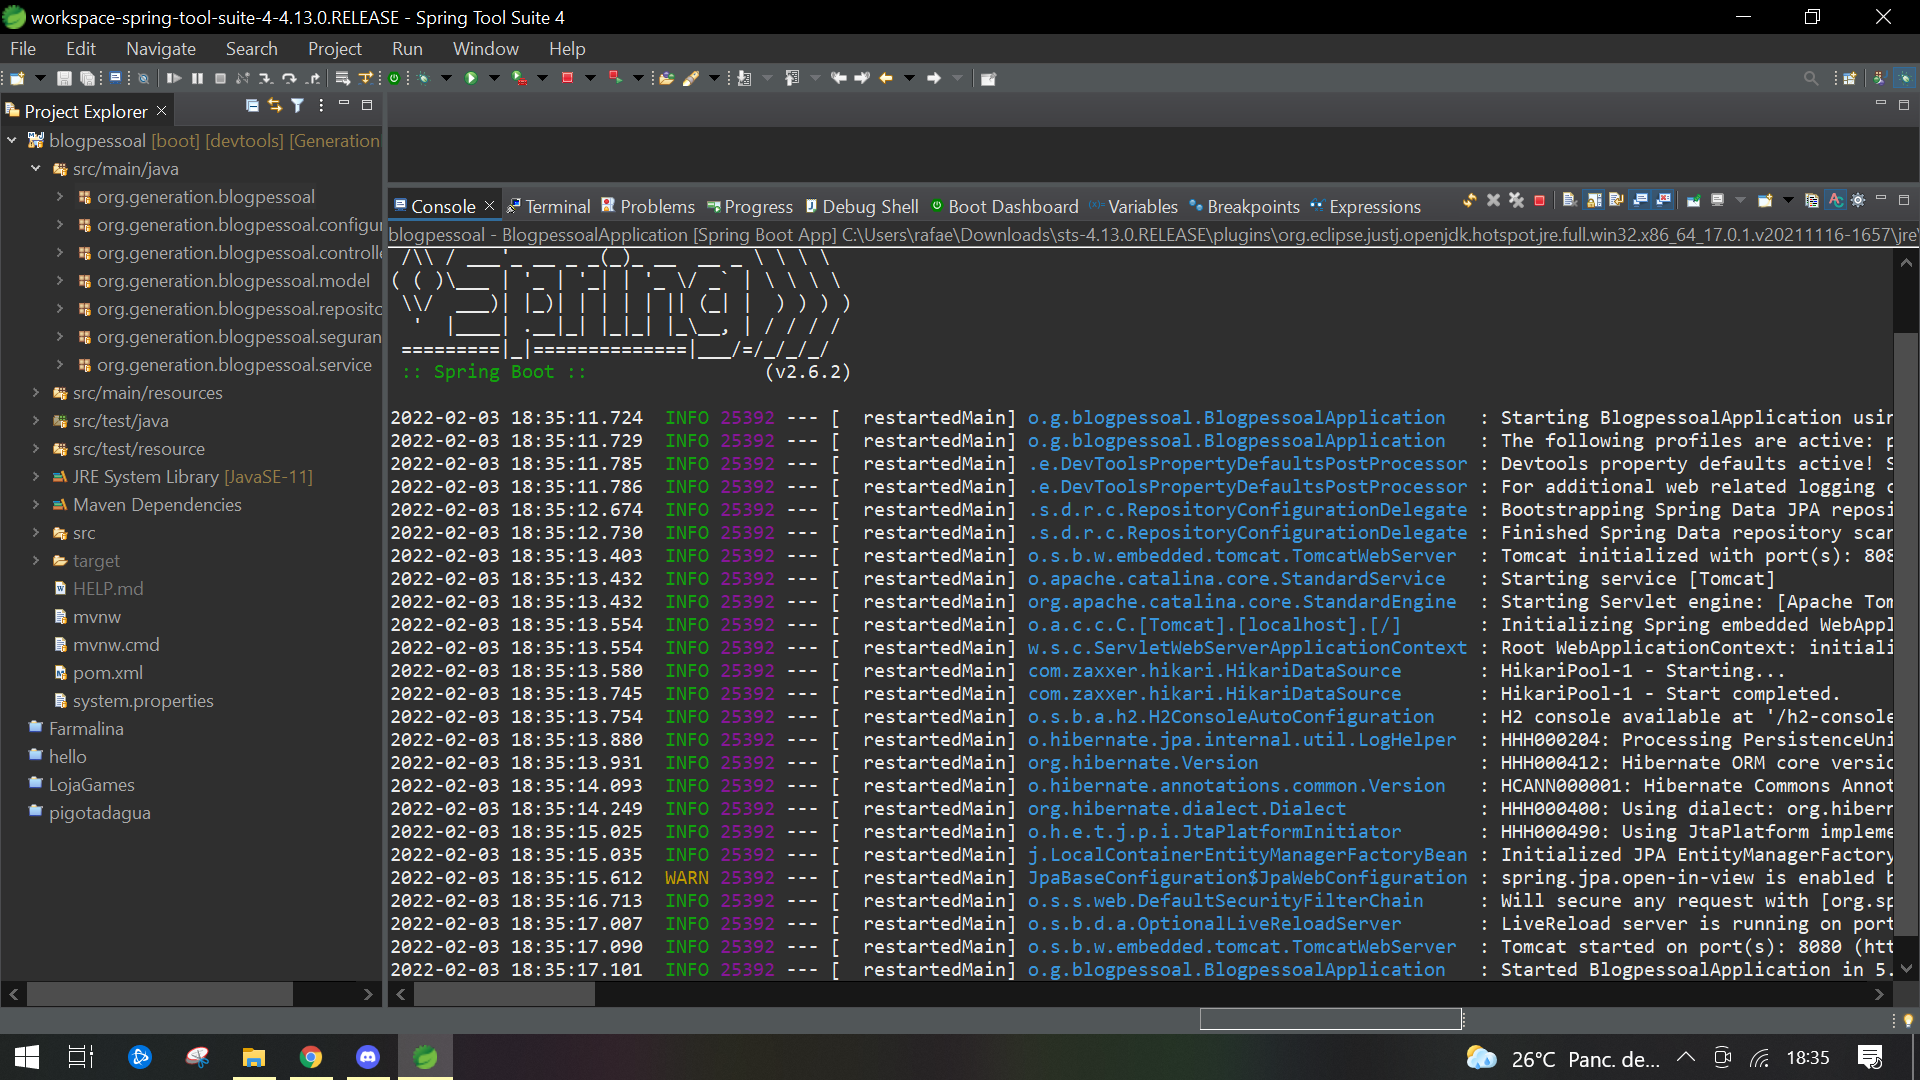 workspace-spring-tool-suite-4-4.13.0.RELEASE - Spring Tool Suite 4
File Edit Navigate Search Project Run Window Help
Project Explorer
blogpessoal [boot] [devtools] [Generation
src/main/java
org.generation.blogpessoal
org.generation.blogpessoal.configur
org.generation.blogpessoal.controlle
org.generation.blogpessoal.model
org.generation.blogpessoal.reposito
org.generation.blogpessoal.seguran
org.generation.blogpessoal.service
src/main/resources
src/test/java
src/test/resource
JRE System Library [JavaSE-11]
Maven Dependencies
src
target
HELP.md
mvnw
mvnw.cmd
pom.xml
system.properties
Farmalina
hello
LojaGames
pigotadagua
Console Terminal Problems Progress Debug Shell Boot Dashboard Variables Breakpoints Expressions
blogpessoal - BlogpessoalApplication [Spring Boot App] C:\Users\rafae\Downloads\sts-4.13.0.RELEASE\plugins\org.eclipse.justj.openjdk.hotspot.jre.full.win32.x86_64_17.0.1.v20211116-1657\jre\
 /\\ / ___'_ __ _ _(_)_ __  __ _ \ \ \ \
( ( )\___ | '_ | '_| | '_ \/ _` | \ \ \ \
 \\/  ___)| |_)| | | | | || (_| |  ) ) ) )
  '  |____| .__|_| |_|_| |_\__, | / / / /
 =========|_|==============|___/=/_/_/_/
 :: Spring Boot ::                (v2.6.2)
2022-02-03 18:35:11.724  INFO 25392 --- [  restartedMain] o.g.blogpessoal.BlogpessoalApplication   : Starting BlogpessoalApplication usin
2022-02-03 18:35:11.729  INFO 25392 --- [  restartedMain] o.g.blogpessoal.BlogpessoalApplication   : The following profiles are active: p
2022-02-03 18:35:11.785  INFO 25392 --- [  restartedMain] .e.DevToolsPropertyDefaultsPostProcessor : Devtools property defaults active! S
2022-02-03 18:35:11.786  INFO 25392 --- [  restartedMain] .e.DevToolsPropertyDefaultsPostProcessor : For additional web related logging c
2022-02-03 18:35:12.674  INFO 25392 --- [  restartedMain] .s.d.r.c.RepositoryConfigurationDelegate : Bootstrapping Spring Data JPA reposi
2022-02-03 18:35:12.730  INFO 25392 --- [  restartedMain] .s.d.r.c.RepositoryConfigurationDelegate : Finished Spring Data repository scan
2022-02-03 18:35:13.403  INFO 25392 --- [  restartedMain] o.s.b.w.embedded.tomcat.TomcatWebServer  : Tomcat initialized with port(s): 808
2022-02-03 18:35:13.432  INFO 25392 --- [  restartedMain] o.apache.catalina.core.StandardService   : Starting service [Tomcat]
2022-02-03 18:35:13.432  INFO 25392 --- [  restartedMain] org.apache.catalina.core.StandardEngine  : Starting Servlet engine: [Apache Tom
2022-02-03 18:35:13.554  INFO 25392 --- [  restartedMain] o.a.c.c.C.[Tomcat].[localhost].[/]       : Initializing Spring embedded WebAppl
2022-02-03 18:35:13.554  INFO 25392 --- [  restartedMain] w.s.c.ServletWebServerApplicationContext : Root WebApplicationContext: initiali
2022-02-03 18:35:13.580  INFO 25392 --- [  restartedMain] com.zaxxer.hikari.HikariDataSource       : HikariPool-1 - Starting...
2022-02-03 18:35:13.745  INFO 25392 --- [  restartedMain] com.zaxxer.hikari.HikariDataSource       : HikariPool-1 - Start completed.
2022-02-03 18:35:13.754  INFO 25392 --- [  restartedMain] o.s.b.a.h2.H2ConsoleAutoConfiguration    : H2 console available at '/h2-console
2022-02-03 18:35:13.880  INFO 25392 --- [  restartedMain] o.hibernate.jpa.internal.util.LogHelper  : HHH000204: Processing PersistenceUni
2022-02-03 18:35:13.931  INFO 25392 --- [  restartedMain] org.hibernate.Version                    : HHH000412: Hibernate ORM core versio
2022-02-03 18:35:14.093  INFO 25392 --- [  restartedMain] o.hibernate.annotations.common.Version   : HCANN000001: Hibernate Commons Annot
2022-02-03 18:35:14.249  INFO 25392 --- [  restartedMain] org.hibernate.dialect.Dialect            : HHH000400: Using dialect: org.hibern
2022-02-03 18:35:15.025  INFO 25392 --- [  restartedMain] o.h.e.t.j.p.i.JtaPlatformInitiator       : HHH000490: Using JtaPlatform impleme
2022-02-03 18:35:15.035  INFO 25392 --- [  restartedMain] j.LocalContainerEntityManagerFactoryBean : Initialized JPA EntityManagerFactory
2022-02-03 18:35:15.612  WARN 25392 --- [  restartedMain] JpaBaseConfiguration$JpaWebConfiguration : spring.jpa.open-in-view is enabled b
2022-02-03 18:35:16.713  INFO 25392 --- [  restartedMain] o.s.s.web.DefaultSecurityFilterChain     : Will secure any request with [org.sp
2022-02-03 18:35:17.007  INFO 25392 --- [  restartedMain] o.s.b.d.a.OptionalLiveReloadServer       : LiveReload server is running on port
2022-02-03 18:35:17.090  INFO 25392 --- [  restartedMain] o.s.b.w.embedded.tomcat.TomcatWebServer  : Tomcat started on port(s): 8080 (htt
2022-02-03 18:35:17.101  INFO 25392 --- [  restartedMain] o.g.blogpessoal.BlogpessoalApplication   : Started BlogpessoalApplication in 5.
26°C Panc. de... 18:35